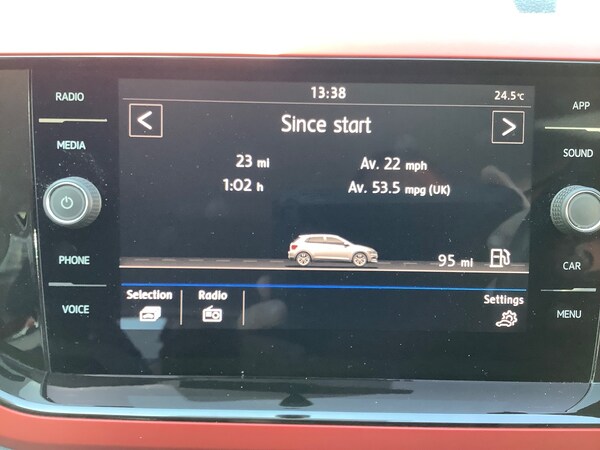 RADIO
MEDIA
PHONE
VOICE
13:38
24.5°C
<
Since start
>
23 mi
Av. 22 mph
1:02 h
Av. 53.5 mpg (UK)
95 mi
Selection
Radio
Settings
APP
SOUND
CAR
MENU